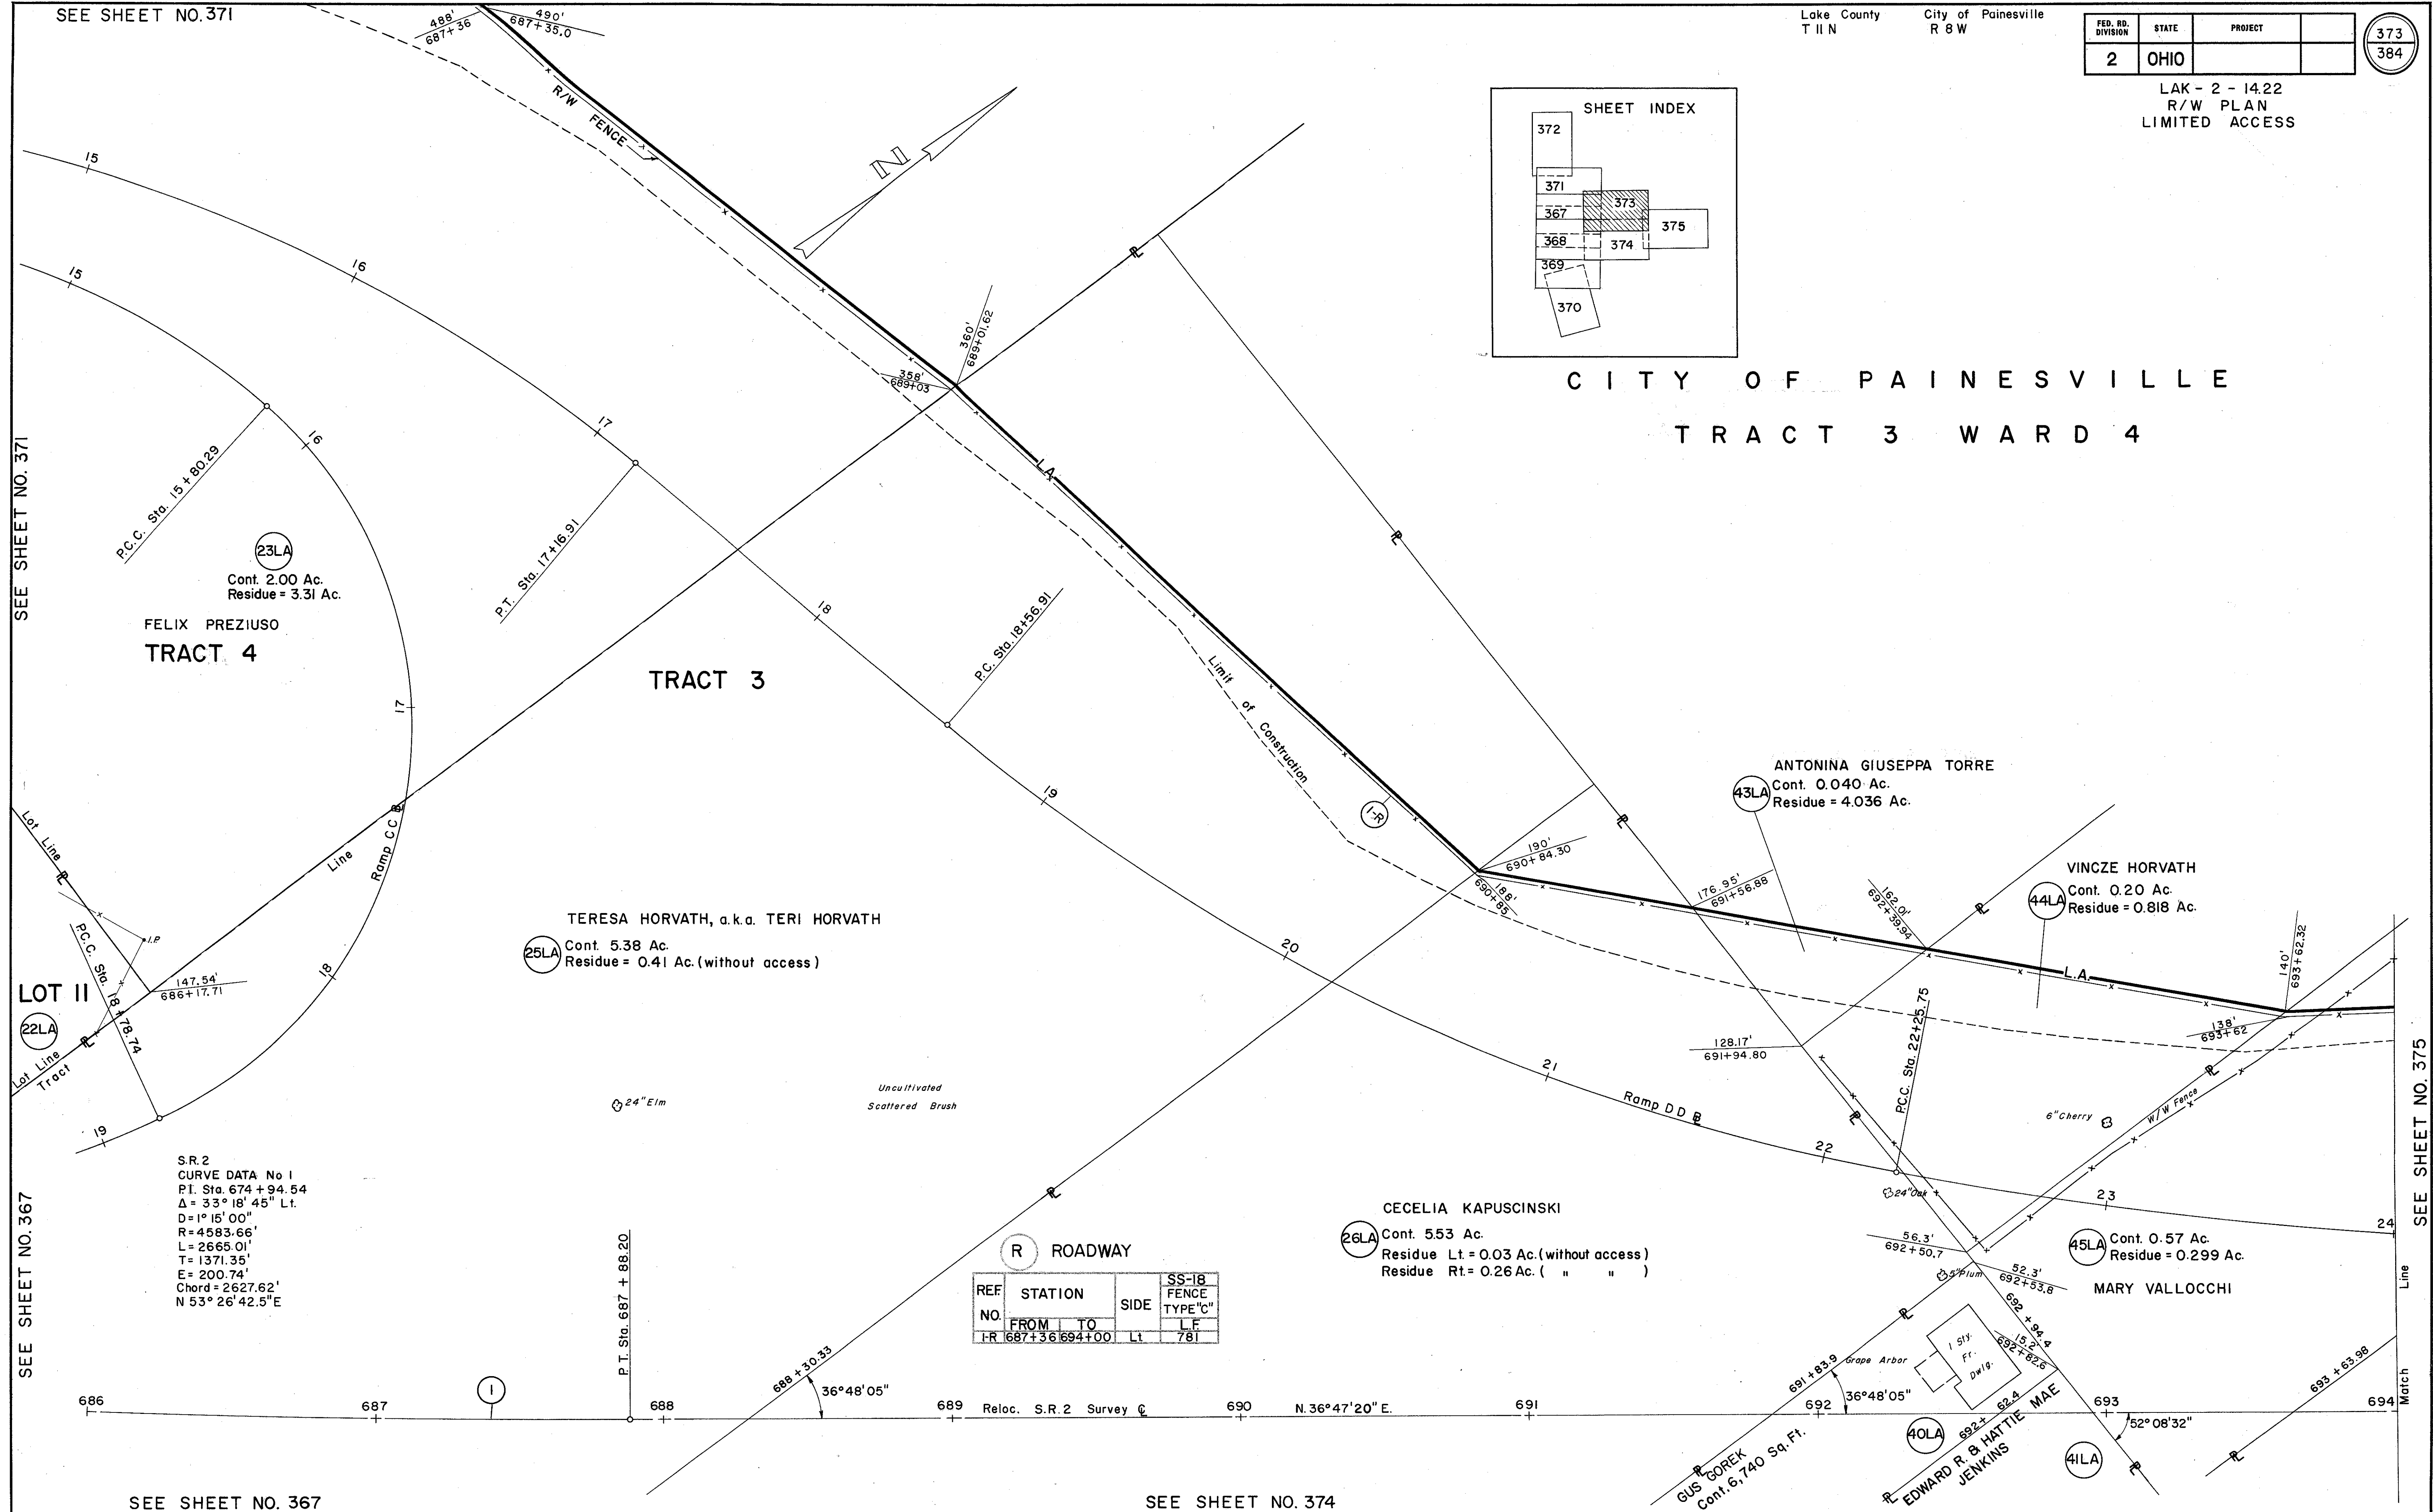 SEE SHEET NO. 371
488'
687+36
490'
687+35.0
Lake County City of Painesville
T 11 N R 8 W
FED. RD. DIVISION STATE PROJECT
2 OHIO
373
384
LAK - 2 - 14.22
R/W PLAN
LIMITED ACCESS
SHEET INDEX
372
371
373
367
375
368
374
369
370
R/W
FENCE
N
15
16
17
18
19
20
21
22
23
24
15
16
17
18
19
CITY OF PAINESVILLE
TRACT 3 WARD 4
360'
689+01.62
358'
689+03
L.A.
SEE SHEET NO. 371
P.C.C. Sta. 15+80.29
P.T. Sta. 17+16.91
P.C. Sta. 18+56.91
23LA
Cont. 2.00 Ac.
Residue = 3.31 Ac.
FELIX PREZIUSO
TRACT 4
TRACT 3
Limit of Construction
1-R
Lot Line
Line
Ramp CC B
I.P.
P.C.C. Sta. 18+78.74
147.54'
686+17.71
LOT 11
22LA
Lot Line
Tract
TERESA HORVATH, a.k.a. TERI HORVATH
25LA
Cont. 5.38 Ac.
Residue = 0.41 Ac. (without access)
190'
690+84.30
188'
690+85
176.95'
691+56.88
ANTONINA GIUSEPPA TORRE
43LA
Cont. 0.040 Ac.
Residue = 4.036 Ac.
162.01'
692+39.94
VINCZE HORVATH
44LA
Cont. 0.20 Ac.
Residue = 0.818 Ac.
L.A.
140'
693+62.32
138'
693+62
128.17'
691+94.80
P.C.C. Sta. 22+25.75
Ramp DD B
24" Elm
Uncultivated
Scattered Brush
6" Cherry
W/W Fence
24" Oak
56.3'
692+50.7
5" Plum
52.3'
692+53.8
45LA
Cont. 0.57 Ac.
Residue = 0.299 Ac.
MARY VALLOCCHI
SEE SHEET NO. 375
S.R. 2
CURVE DATA No 1
P.I. Sta. 674+94.54
Δ = 33° 18' 45" Lt.
D = 1° 15' 00"
R = 4583.66'
L = 2665.01'
T = 1371.35'
E = 200.74'
Chord = 2627.62'
N 53° 26' 42.5" E
SEE SHEET NO. 367
P.T. Sta. 687 + 88.20
R ROADWAY
REF. NO. STATION SIDE SS-18 FENCE TYPE "C"
FROM TO L.F.
1-R 687+36 694+00 Lt. 781
CECELIA KAPUSCINSKI
26LA
Cont. 5.53 Ac.
Residue Lt. = 0.03 Ac. (without access)
Residue Rt. = 0.26 Ac. ( " " )
688 + 30.33
36°48'05"
691+83.9
36°48'05"
Grape Arbor
1 Sty.
Fr.
Dwlg.
15.2'
692+82.6
692 + 94.4
693 + 63.98
Match Line
52°08'32"
1
686
687
688
689
Reloc. S.R. 2 Survey ℄
690
N. 36°47'20" E.
691
692
693
694
GUS GOREK
Cont. 6,740 Sq. Ft.
40LA
692+ 62.4
EDWARD R. & HATTIE MAE
JENKINS
41LA
SEE SHEET NO. 367
SEE SHEET NO. 374